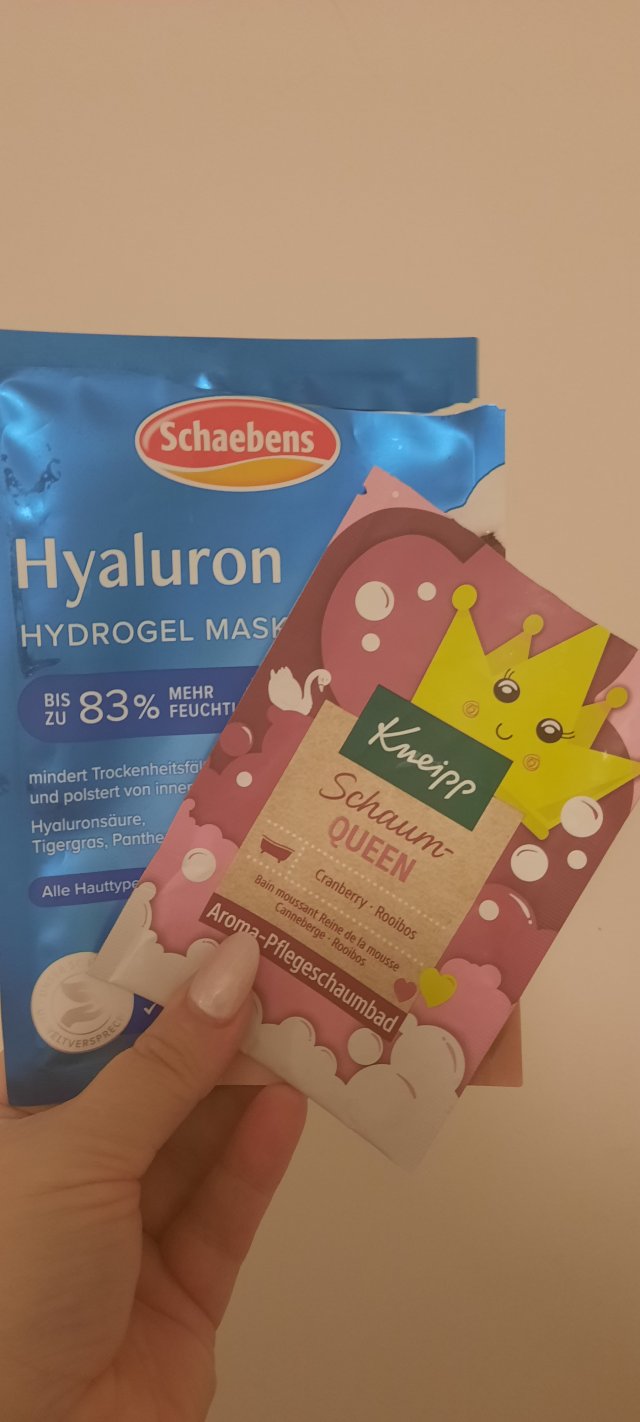 Schaebens
Hyaluron
HYDROGEL MASK
BIS ZU 83% MEHR
mindert Trockenheitsfäl
und polstert von inner
Hyaluronsäure,
Tigergras, Panthe
Alle Hauttype
Kneipp
Schaum-
QUEEN
Cranberry · Rooibos
Bain moussant Reine de la mousse
Canneberge · Rooibos
Aroma-Pflegeschaumbad